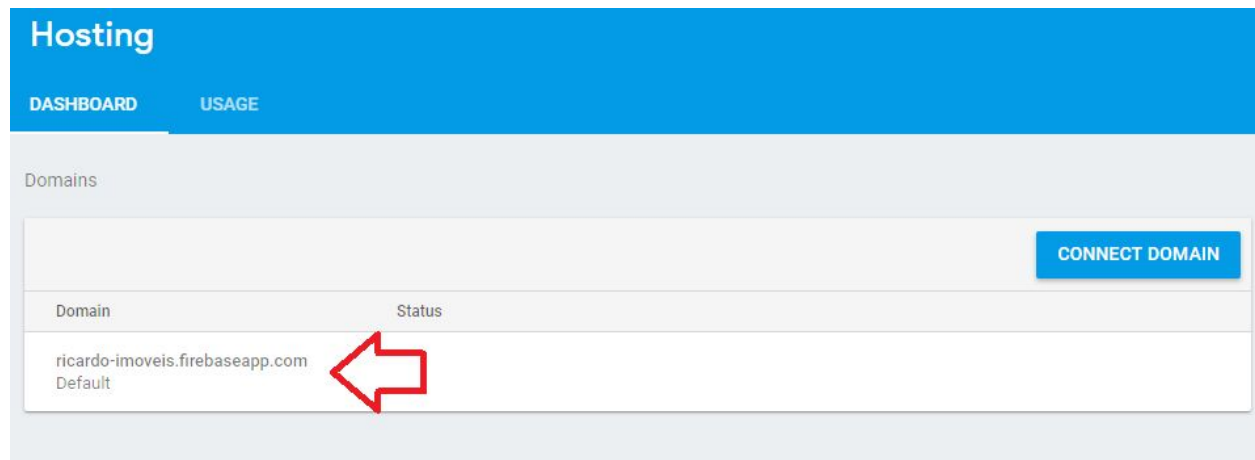 Hosting
DASHBOARD USAGE
Domains
CONNECT DOMAIN
Domain Status
ricardo-imoveis.firebaseapp.com
Default